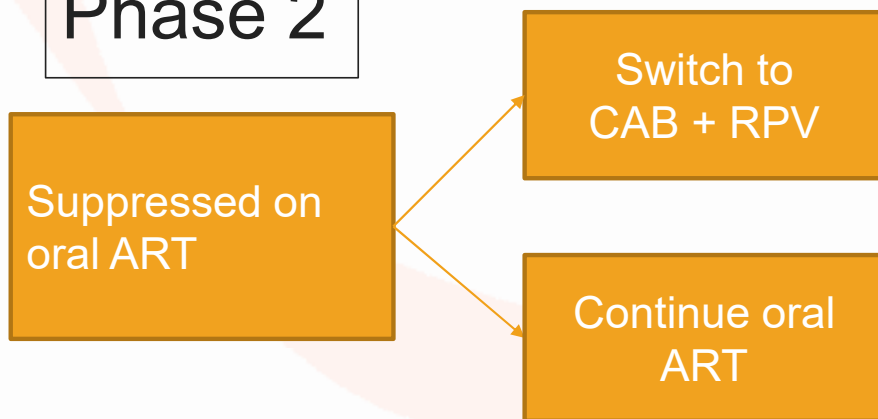 Phase 2
Switch to
CAB + RPV
Suppressed on
oral ART
Continue oral
ART